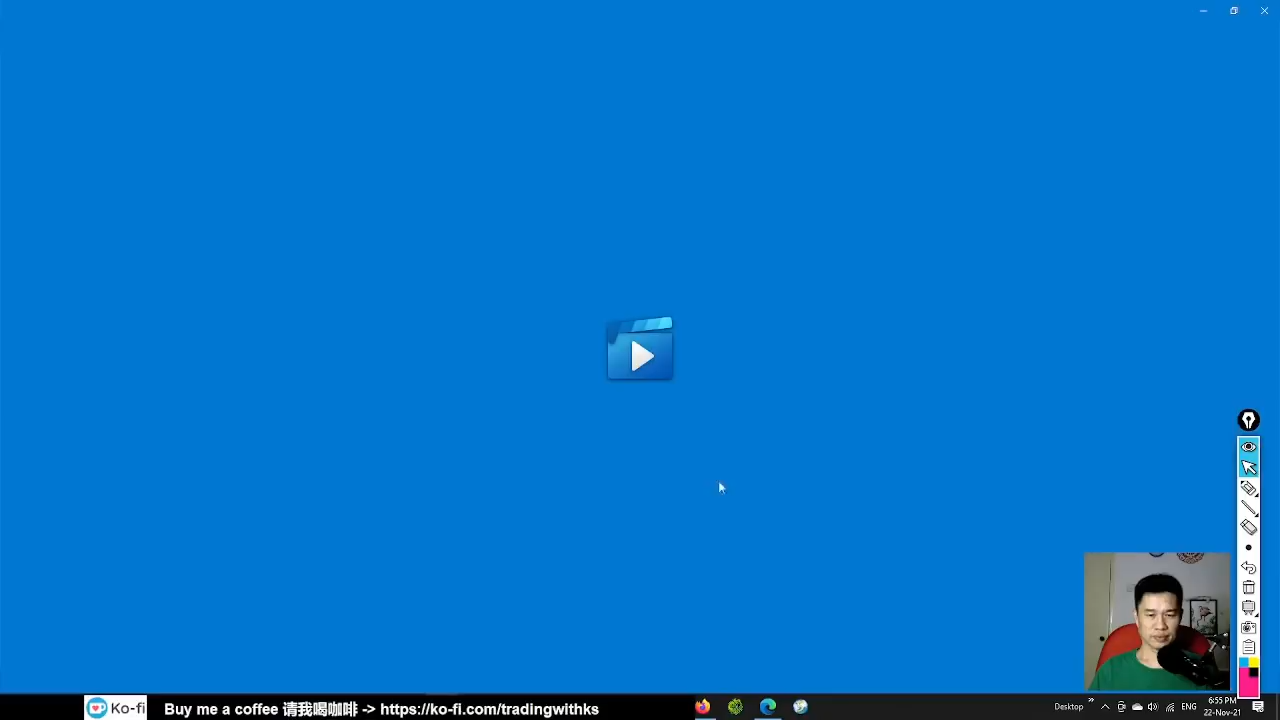 Ko-fi
Buy me a coffee 请我喝咖啡 -> https://ko-fi.com/tradingwithks
Desktop
ENG
6:55 PM
22-Nov-21